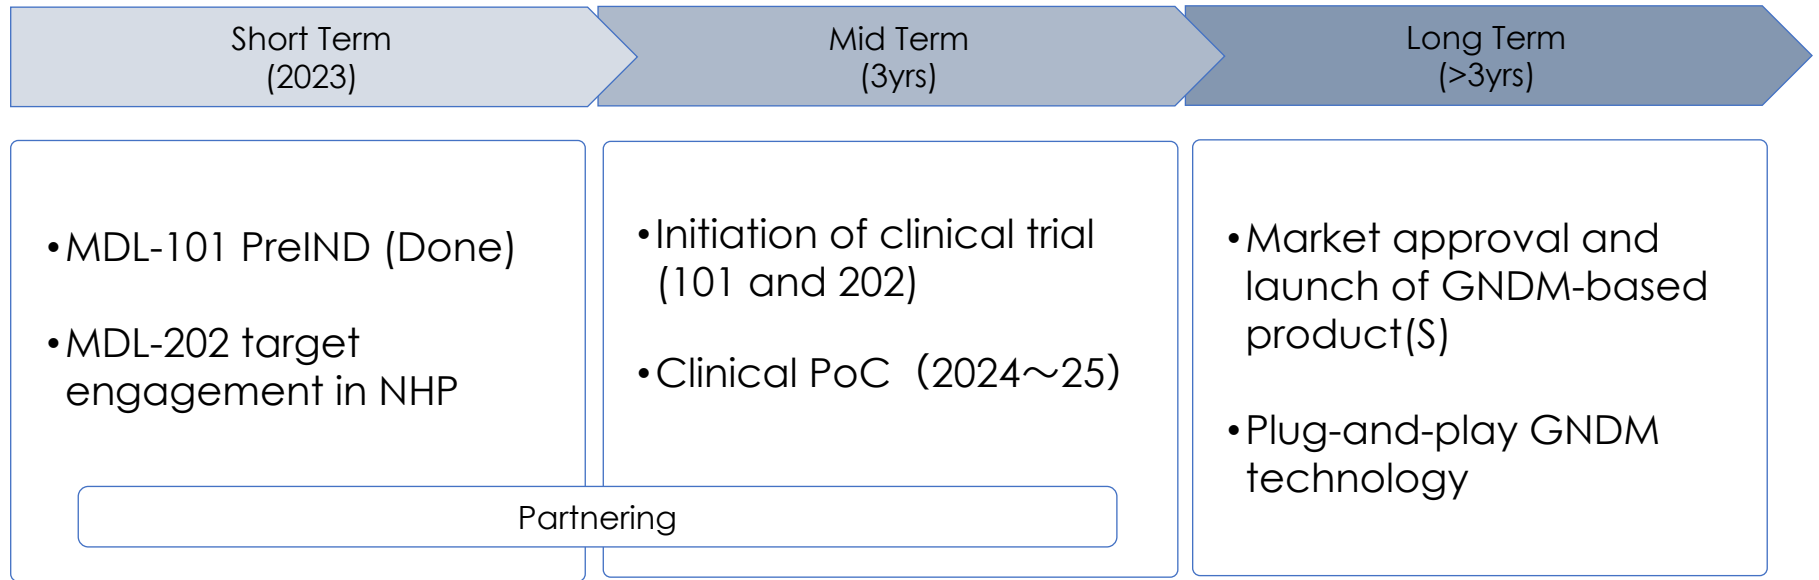 Short Term
(2023)
Mid Term
(3yrs)
Long Term
(>3yrs)
•MDL-101 PreIND (Done)
•MDL-202 target
engagement in NHP
•Initiation of clinical trial
(101 and 202)
•Clinical PoC（2024～25）
•Market approval and
launch of GNDM-based
product(S)
•Plug-and-play GNDM
technology
Partnering